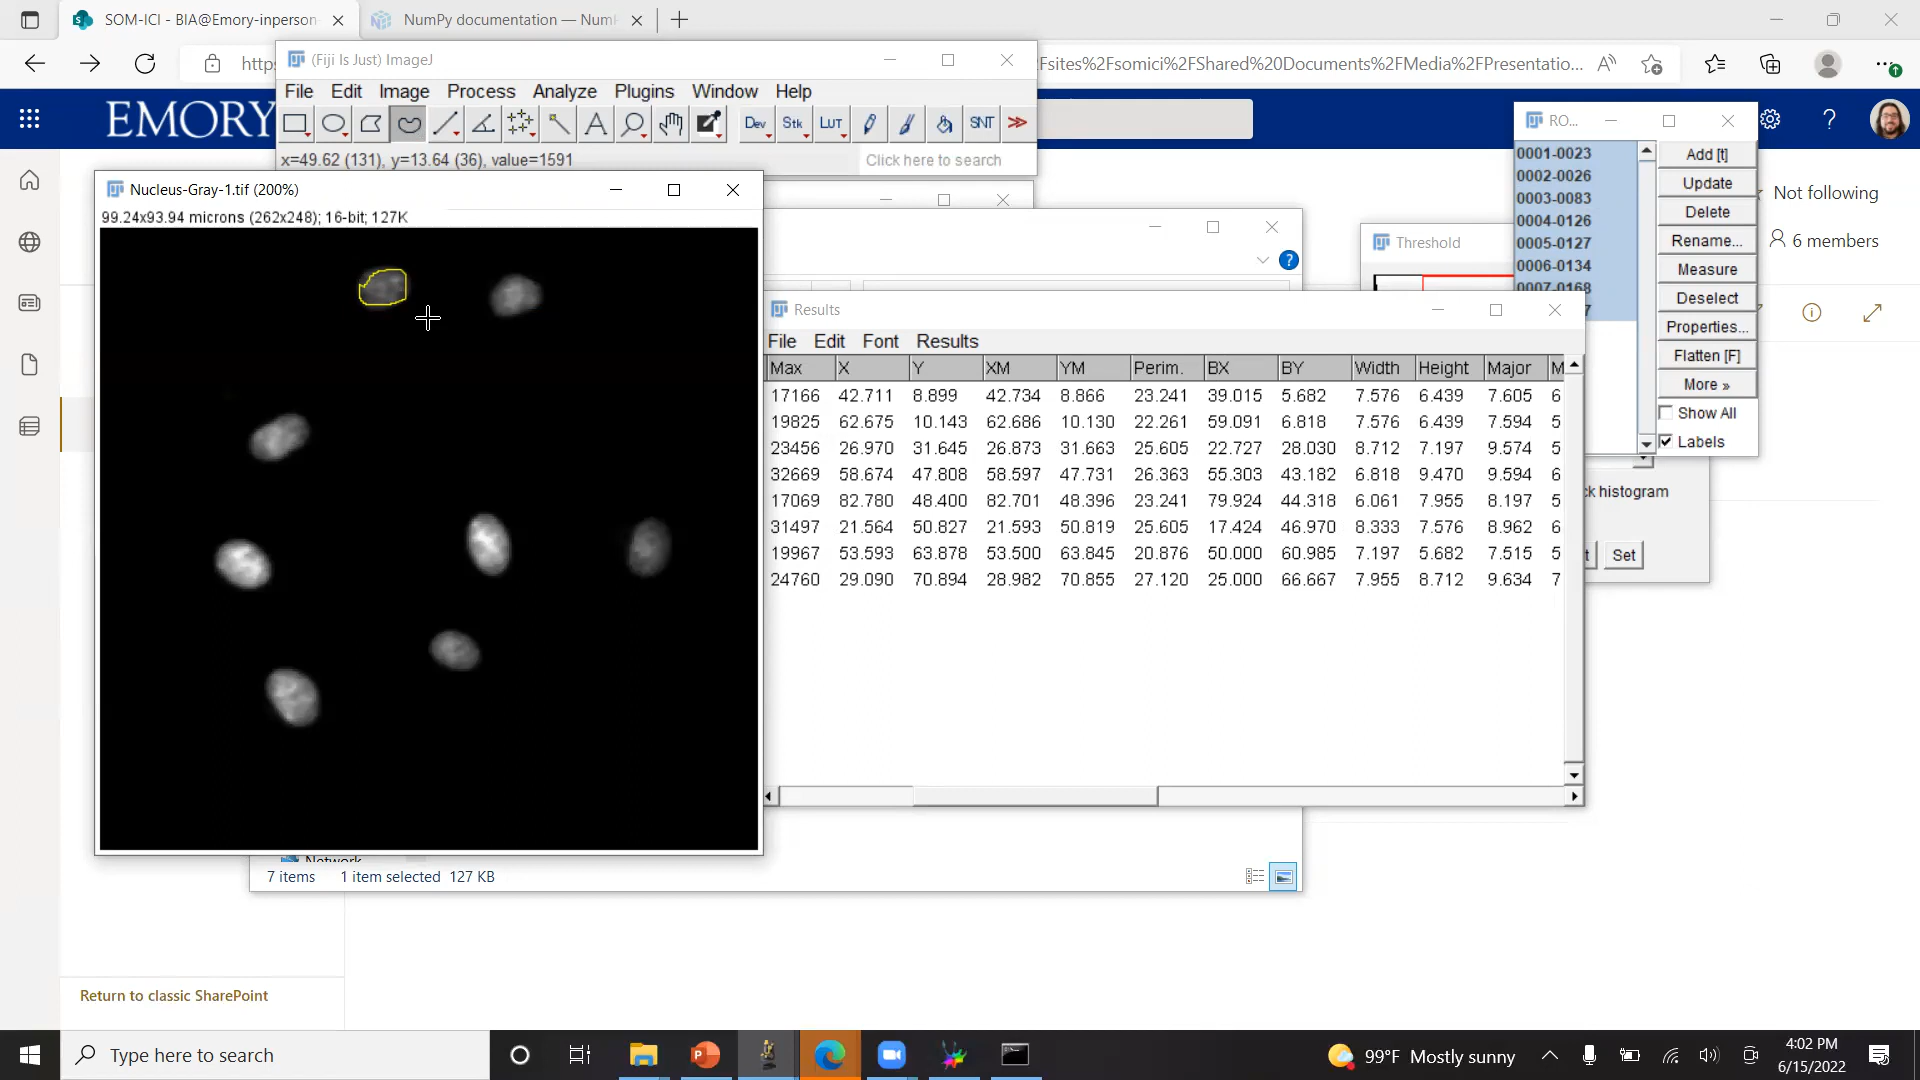 SOM-ICI - BIA@Emory-inperson
NumPy documentation — Num
http
Fsites%2Fsomici%2FShared%20Documents%2FMedia%2FPresentatio...
EMORY
(Fiji Is Just) ImageJ
File Edit Image Process Analyze Plugins Window Help
Dev Stk LUT SNT
x=49.62 (131), y=13.64 (36), value=1591
Click here to search
Nucleus-Gray-1.tif (200%)
99.24x93.94 microns (262x248); 16-bit; 127K
RO...
0001-0023
0002-0026
0003-0083
0004-0126
0005-0127
0006-0134
0007-0168
7
Add [t]
Update
Delete
Rename...
Measure
Deselect
Properties...
Flatten [F]
More »
Show All
Labels
Not following
6 members
Threshold
ck histogram
t
Set
Results
File Edit Font Results
Max X Y XM YM Perim. BX BY Width Height Major M
17166 42.711 8.899 42.734 8.866 23.241 39.015 5.682 7.576 6.439 7.605 6
19825 62.675 10.143 62.686 10.130 22.261 59.091 6.818 7.576 6.439 7.594 5
23456 26.970 31.645 26.873 31.663 25.605 22.727 28.030 8.712 7.197 9.574 5
32669 58.674 47.808 58.597 47.731 26.363 55.303 43.182 6.818 9.470 9.594 6
17069 82.780 48.400 82.701 48.396 23.241 79.924 44.318 6.061 7.955 8.197 5
31497 21.564 50.827 21.593 50.819 25.605 17.424 46.970 8.333 7.576 8.962 6
19967 53.593 63.878 53.500 63.845 20.876 50.000 60.985 7.197 5.682 7.515 5
24760 29.090 70.894 28.982 70.855 27.120 25.000 66.667 7.955 8.712 9.634 7
Network
7 items 1 item selected 127 KB
Return to classic SharePoint
Type here to search
99°F Mostly sunny
4:02 PM
6/15/2022